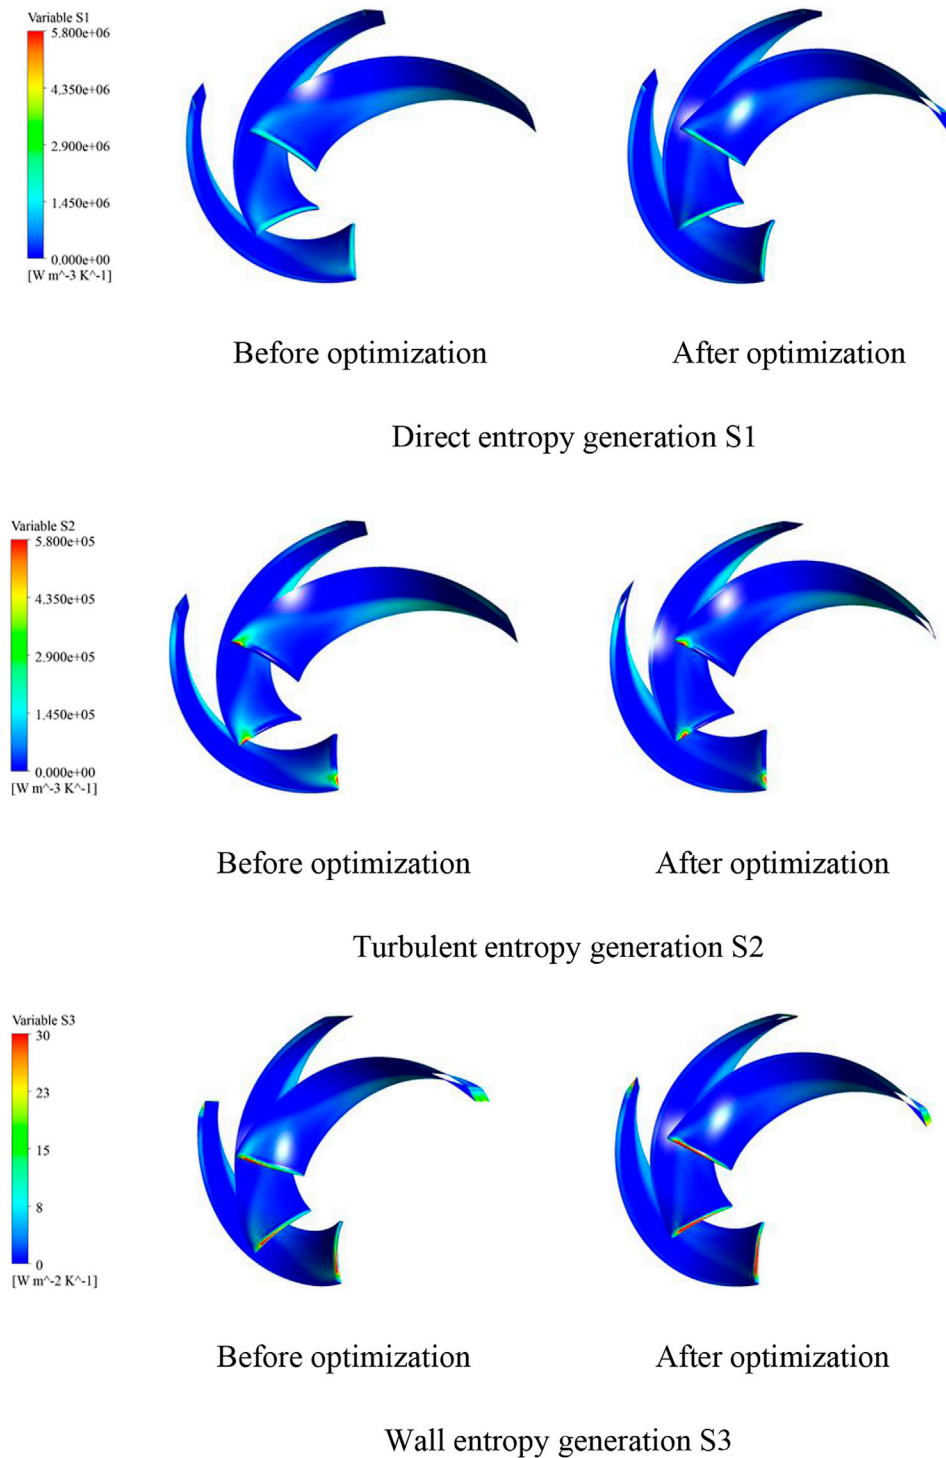 Variable S1
5.800e+06
4.350e+06
2.900e+06
1.450e+06
0.000e+00
[W m^-3 K^-1]
Before optimization
After optimization
Direct entropy generation S1
Variable S2
5.800e+05
4.350e+05
2.900e+05
1.450e+05
0.000e+00
[W m^-3 K^-1]
Before optimization
After optimization
Turbulent entropy generation S2
Variable S3
30
23
15
8
0
[W m^-2 K^-1]
Before optimization
After optimization
Wall entropy generation S3